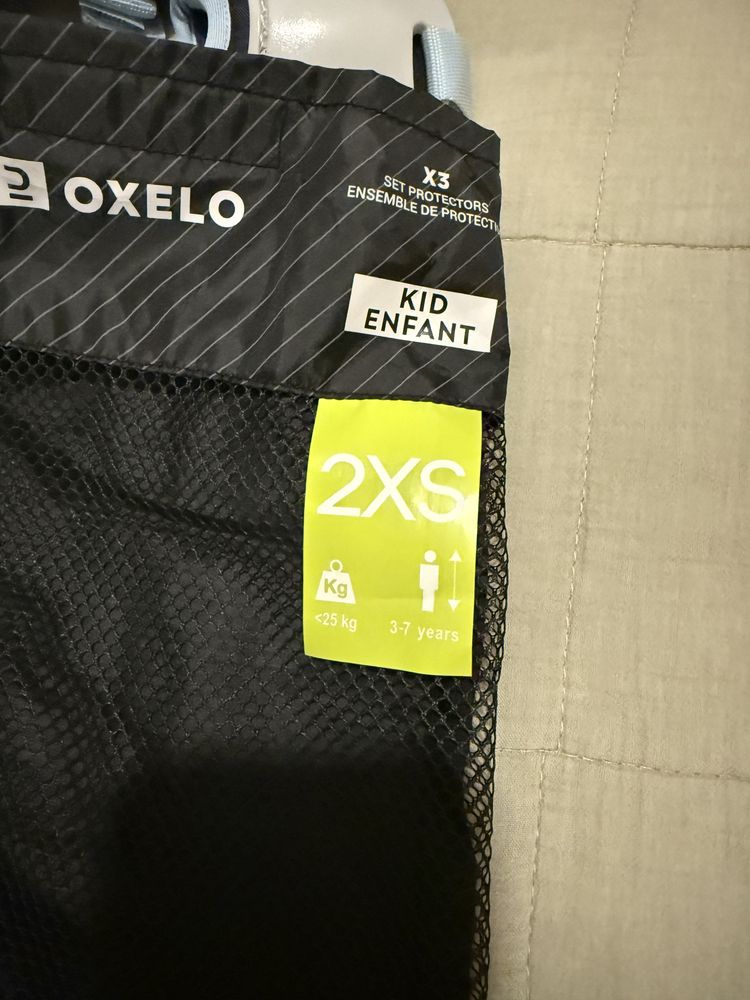 OXELO
X3
SET PROTECTORS
ENSEMBLE DE PROTECTI
KID
ENFANT
2XS
Kg
<25 kg
3-7 years